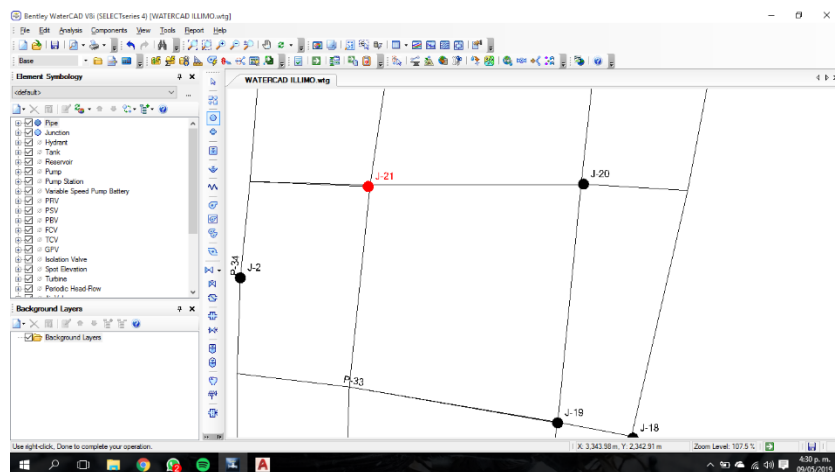 Bentley WaterCAD V8i (SELECTseries 4) [WATERCAD ILLIMO.wtg]
File Edit Analysis Components View Tools Report Help
Base
Element Symbology
<default>
Pipe
Junction
Hydrant
Tank
Reservoir
Pump
Pump Station
Variable Speed Pump Battery
PRV
PSV
PBV
FCV
TCV
GPV
Isolation Valve
Spot Elevation
Turbine
Periodic Head-Flow
Background Layers
Background Layers
WATERCAD ILLIMO.wtg
J-21
J-20
P-34
J-2
P-33
J-19
J-18
Use right-click, Done to complete your operation.
X: 3,343.98 m, Y: 2,342.91 m
Zoom Level: 107.5 %
4:30 p. m.
09/05/2019